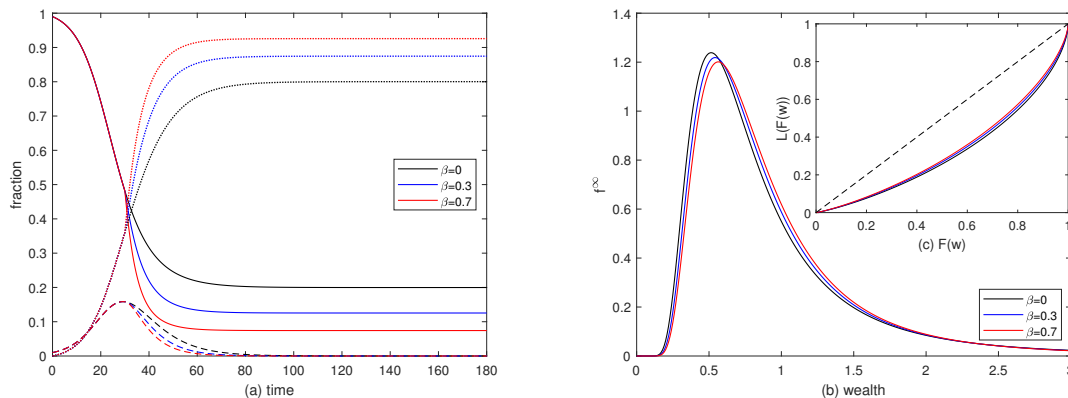 1
0.9
0.8
0.7
0.6
0.5
0.4
0.3
0.2
0.1
0
fraction
0 20 40 60 80 100 120 140 160 180
(a) time
β=0
β=0.3
β=0.7
1.4
1.2
1
0.8
0.6
0.4
0.2
0
f∞
0 0.5 1 1.5 2 2.5 3
(b) wealth
β=0
β=0.3
β=0.7
1
0.8
0.6
0.4
0.2
0
L(F(w))
0 0.2 0.4 0.6 0.8 1
(c) F(w)